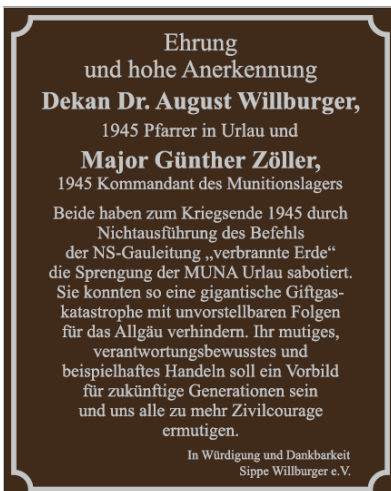 Ehrung
und hohe Anerkennung
Dekan Dr. August Willburger,
1945 Pfarrer in Urlau und
Major Günther Zöller,
1945 Kommandant des Munitionslagers
Beide haben zum Kriegsende 1945 durch
Nichtausführung des Befehls
der NS-Gauleitung „verbrannte Erde“
die Sprengung der MUNA Urlau sabotiert.
Sie konnten so eine gigantische Giftgas-
katastrophe mit unvorstellbaren Folgen
für das Allgäu verhindern. Ihr mutiges,
verantwortungsbewusstes und
beispielhaftes Handeln soll ein Vorbild
für zukünftige Generationen sein
und uns alle zu mehr Zivilcourage
ermutigen.
In Würdigung und Dankbarkeit
Sippe Willburger e.V.